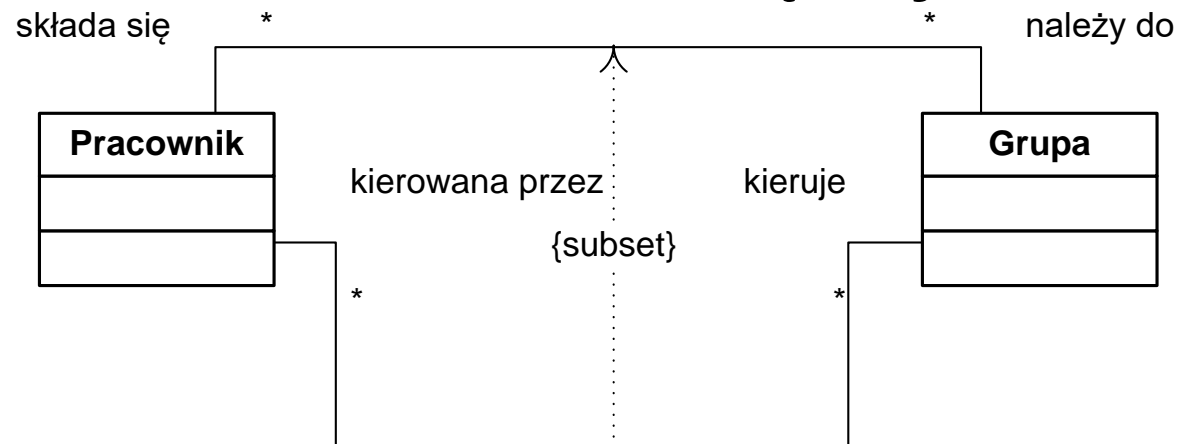 składa się * * należy do
Pracownik Grupa
kierowana przez kieruje
{subset}
* *